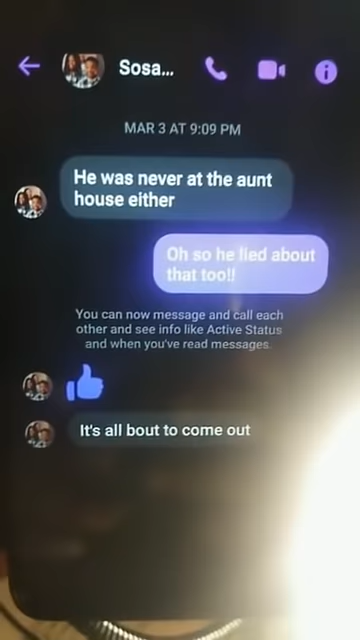 Sosa...
MAR 3 AT 9:09 PM
He was never at the aunt
house either
Oh so he lied about
that too!!
You can now message and call each
other and see info like Active Status
and when you've read messages.
It's all bout to come out